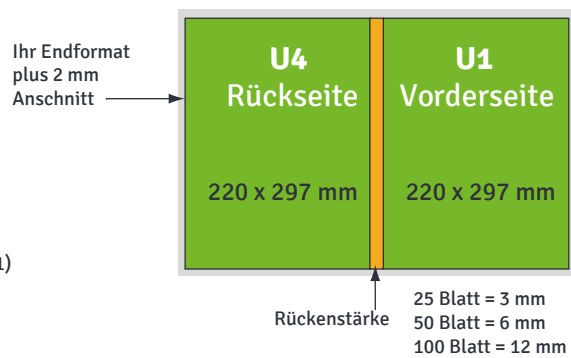 Ihr Endformat
plus 2 mm
Anschnitt
U4
Rückseite
220 x 297 mm
U1
Vorderseite
220 x 297 mm
1)
Rückenstärke
25 Blatt = 3 mm
50 Blatt = 6 mm
100 Blatt = 12 mm